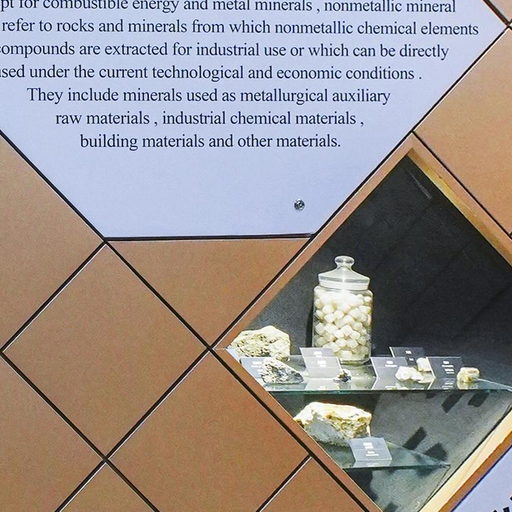 pt for combustible energy and metal minerals , nonmetallic mineral
refer to rocks and minerals from which nonmetallic chemical elements
compounds are extracted for industrial use or which can be directly
used under the current technological and economic conditions .
They include minerals used as metallurgical auxiliary
raw materials , industrial chemical materials ,
building materials and other materials.